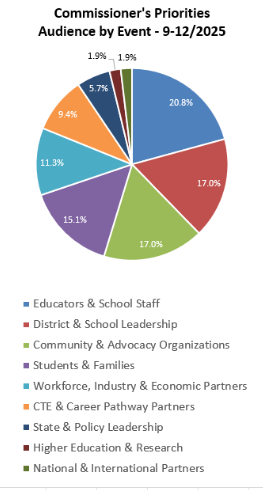 Commissioner's Priorities
Audience by Event - 9-12/2025
1.9%
1.9%
5.7%
20.8%
9.4%
11.3%
17.0%
15.1%
17.0%
Educators & School Staff
District & School Leadership
Community & Advocacy Organizations
Students & Families
Workforce, Industry & Economic Partners
CTE & Career Pathway Partners
State & Policy Leadership
Higher Education & Research
National & International Partners